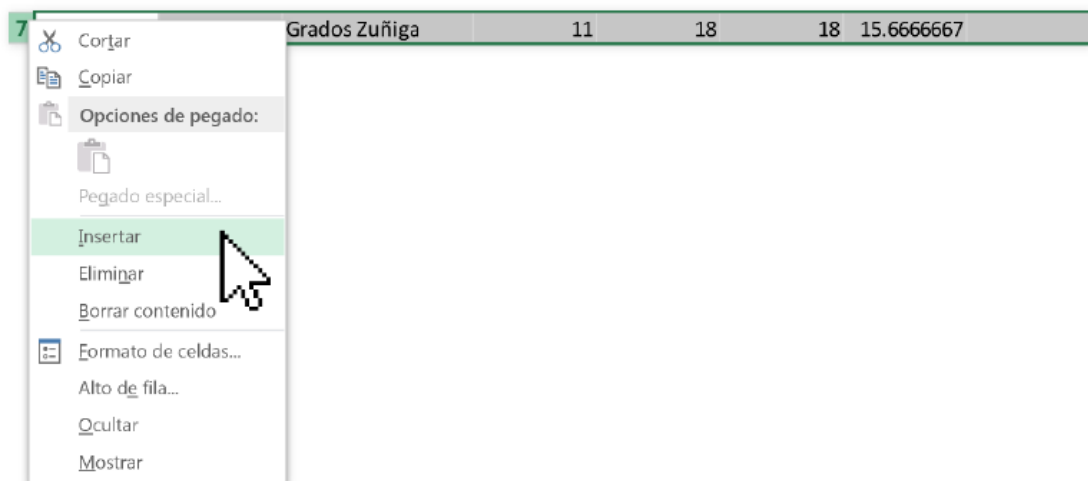 7 Grados Zuñiga 11 18 18 15.6666667
Cortar
Copiar
Opciones de pegado:
Pegado especial...
Insertar
Eliminar
Borrar contenido
Formato de celdas...
Alto de fila...
Ocultar
Mostrar